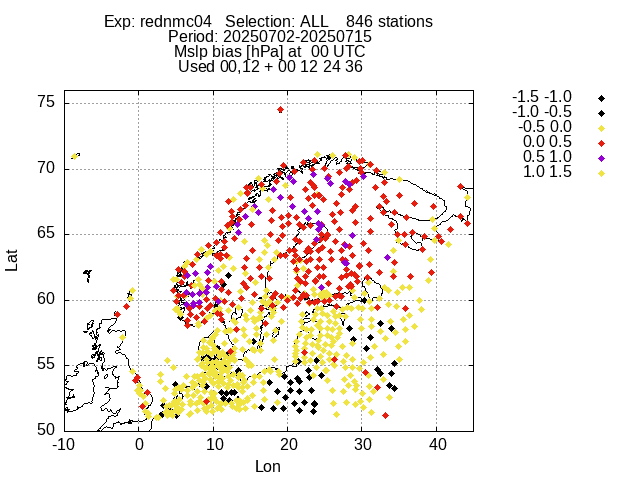 Exp: rednmc04   Selection: ALL    846 stations
Period: 20250702-20250715
Mslp bias [hPa] at  00 UTC
Used 00,12 + 00 12 24 36
-1.5 -1.0
-1.0 -0.5
-0.5 0.0
0.0 0.5
0.5 1.0
1.0 1.5
75
70
65
60
55
50
Lat
-10 0 10 20 30 40
Lon